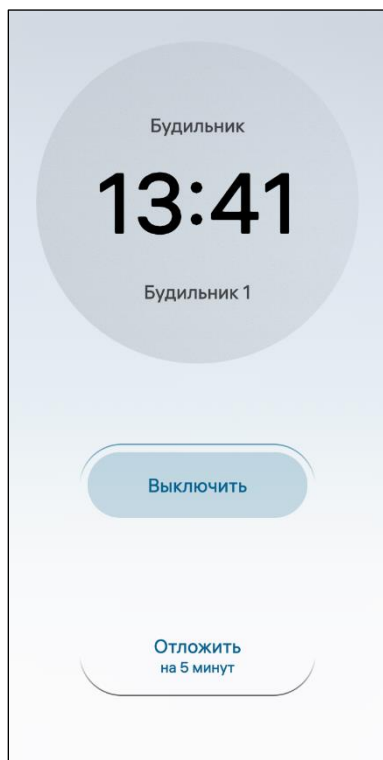 Будильник
13:41
Будильник 1
Выключить
Отложить
на 5 минут